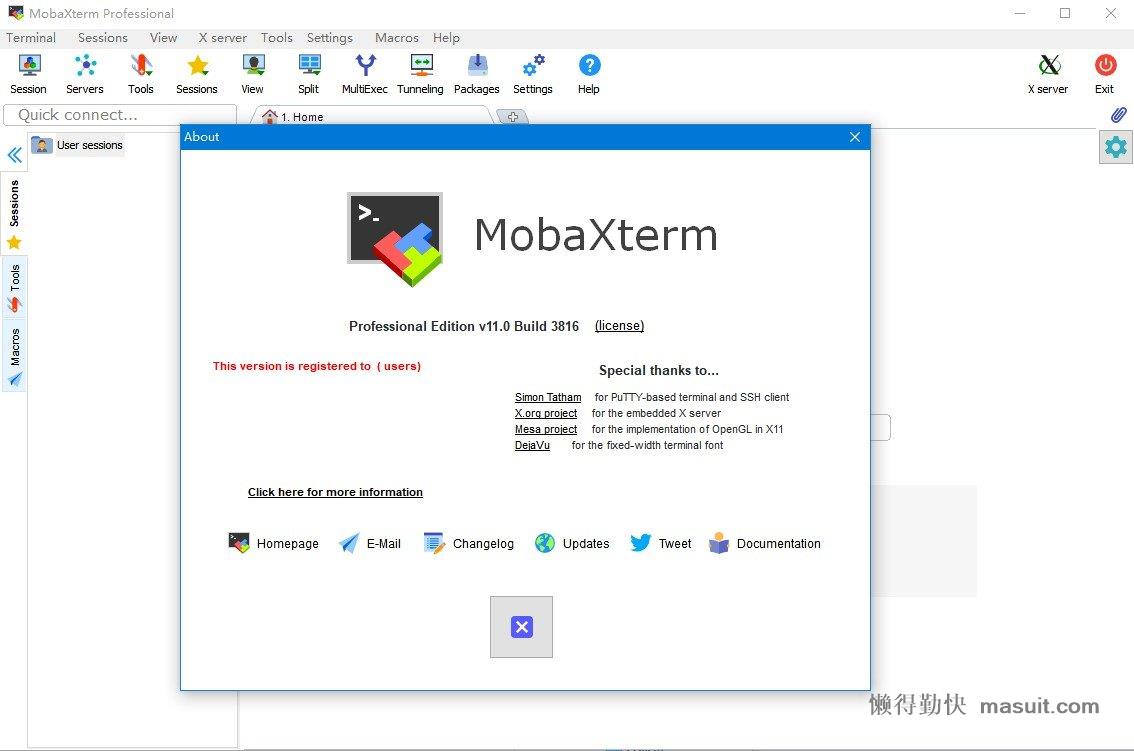 MobaXterm Professional
Terminal Sessions View X server Tools Settings Macros Help
Session Servers Tools Sessions View Split MultiExec Tunneling Packages Settings Help X server Exit
Quick connect...
1. Home
User sessions
Sessions
Tools
Macros
About
>_
MobaXterm
Professional Edition v11.0 Build 3816 (license)
This version is registered to ( users)
Special thanks to...
Simon Tatham for PuTTY-based terminal and SSH client
X.org project for the embedded X server
Mesa project for the implementation of OpenGL in X11
DejaVu for the fixed-width terminal font
Click here for more information
Homepage E-Mail Changelog Updates Tweet Documentation
懒得勤快 masuit.com